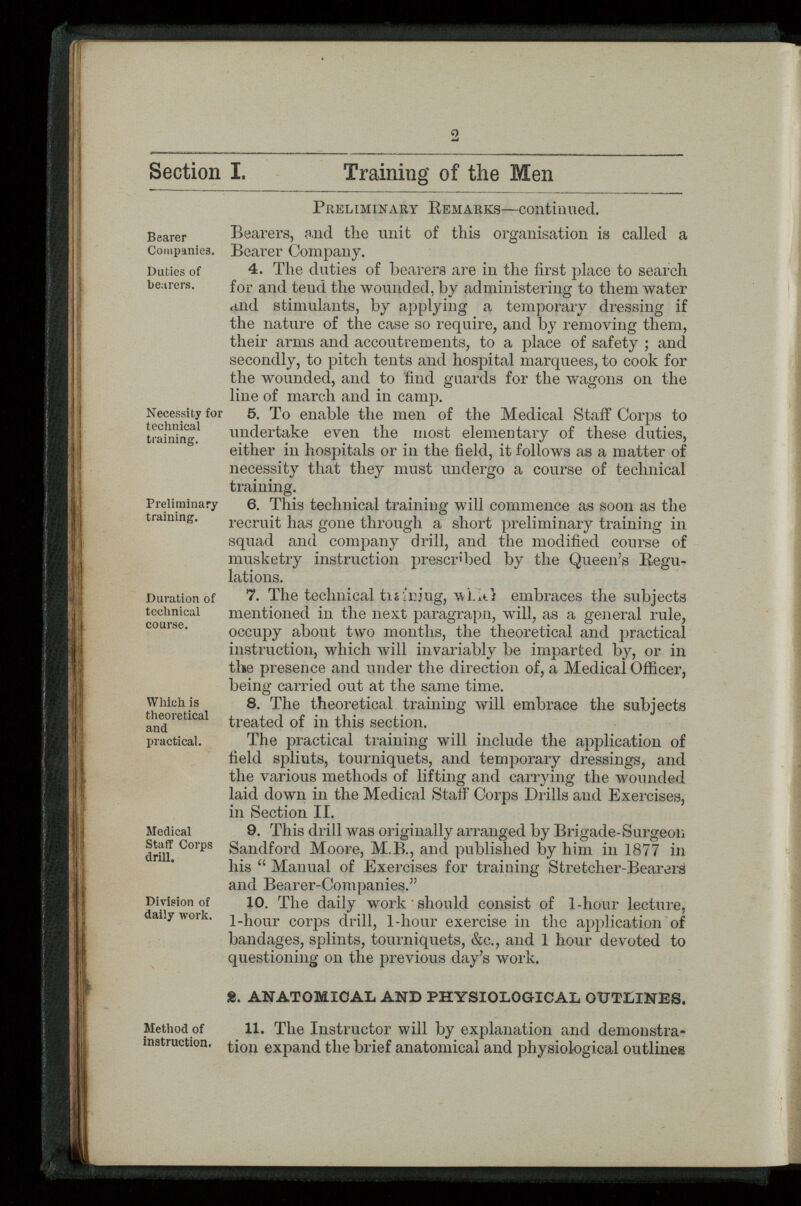 2
Section I. Training of the Men
PRELIMINARY REMARKS—continued.
Bearer
Companies.
Bearers, and the unit of this organisation is called a
Bearer Company.
Duties of
bearers.
4. The duties of bearers are in the first place to search
for and tend the wounded, by administering to them water
and stimulants, by applying a temporary dressing if
the nature of the case so require, and by removing them,
their arms and accoutrements, to a place of safety ; and
secondly, to pitch tents and hospital marquees, to cook for
the wounded, and to find guards for the wagons on the
line of march and in camp.
Necessity for
technical
training.
5. To enable the men of the Medical Staff Corps to
undertake even the most elementary of these duties,
either in hospitals or in the field, it follows as a matter of
necessity that they must undergo a course of technical
training.
Preliminary
training.
6. This technical training will commence as soon as the
recruit has gone through a short preliminary training in
squad and company drill, and the modified course of
musketry instruction prescribed by the Queen's Regu-
lations.
Duration of
technical
course.
7. The technical training, which embraces the subjects
mentioned in the next paragraph, will, as a general rule,
occupy about two months, the theoretical and practical
instruction, which will invariably be imparted by, or in
the presence and under the direction of, a Medical Officer,
being carried out at the same time.
Which is
theoretical
and
practical.
8. The theoretical training will embrace the subjects
treated of in this section.
The practical training will include the application of
field splints, tourniquets, and temporary dressings, and
the various methods of lifting and carrying the wounded
laid down in the Medical Staff Corps Drills and Exercises,
in Section II.
Medical
Staff Corps
drill.
9. This drill was originally arranged by Brigade-Surgeon
Sandford Moore, M.B., and published by him in 1877 in
his “ Manual of Exercises for training Stretcher-Bearers
and Bearer-Companies.”
Division of
daily work.
10. The daily work should consist of 1-hour lecture,
1-hour corps drill, 1-hour exercise in the application of
bandages, splints, tourniquets, &c., and 1 hour devoted to
questioning on the previous day's work.
2. ANATOMICAL AND PHYSIOLOGICAL OUTLINES.
Method of
instruction.
11. The Instructor will by explanation and demonstra-
tion expand the brief anatomical and physiological outlines